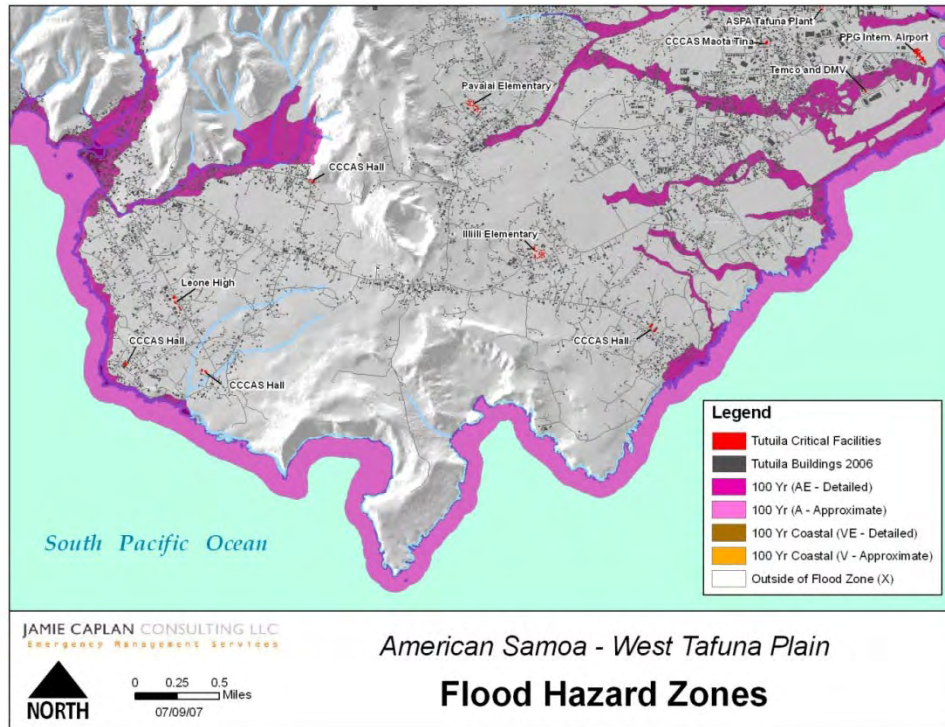 ASPA Tafuna Plant
CCCAS Maota Tina
PPG Intern. Airport
Temco and DMV
Pavaiai Elementary
CCCAS Hall
Illiili Elementary
Leone High
CCCAS Hall
CCCAS Hall
CCCAS Hall
South Pacific Ocean
Legend
Tutuila Critical Facilities
Tutuila Buildings 2006
100 Yr (AE - Detailed)
100 Yr (A - Approximate)
100 Yr Coastal (VE - Detailed)
100 Yr Coastal (V - Approximate)
Outside of Flood Zone (X)
JAMIE CAPLAN CONSULTING LLC
Emergency Management Services
NORTH
0 0.25 0.5
Miles
07/09/07
American Samoa - West Tafuna Plain
Flood Hazard Zones